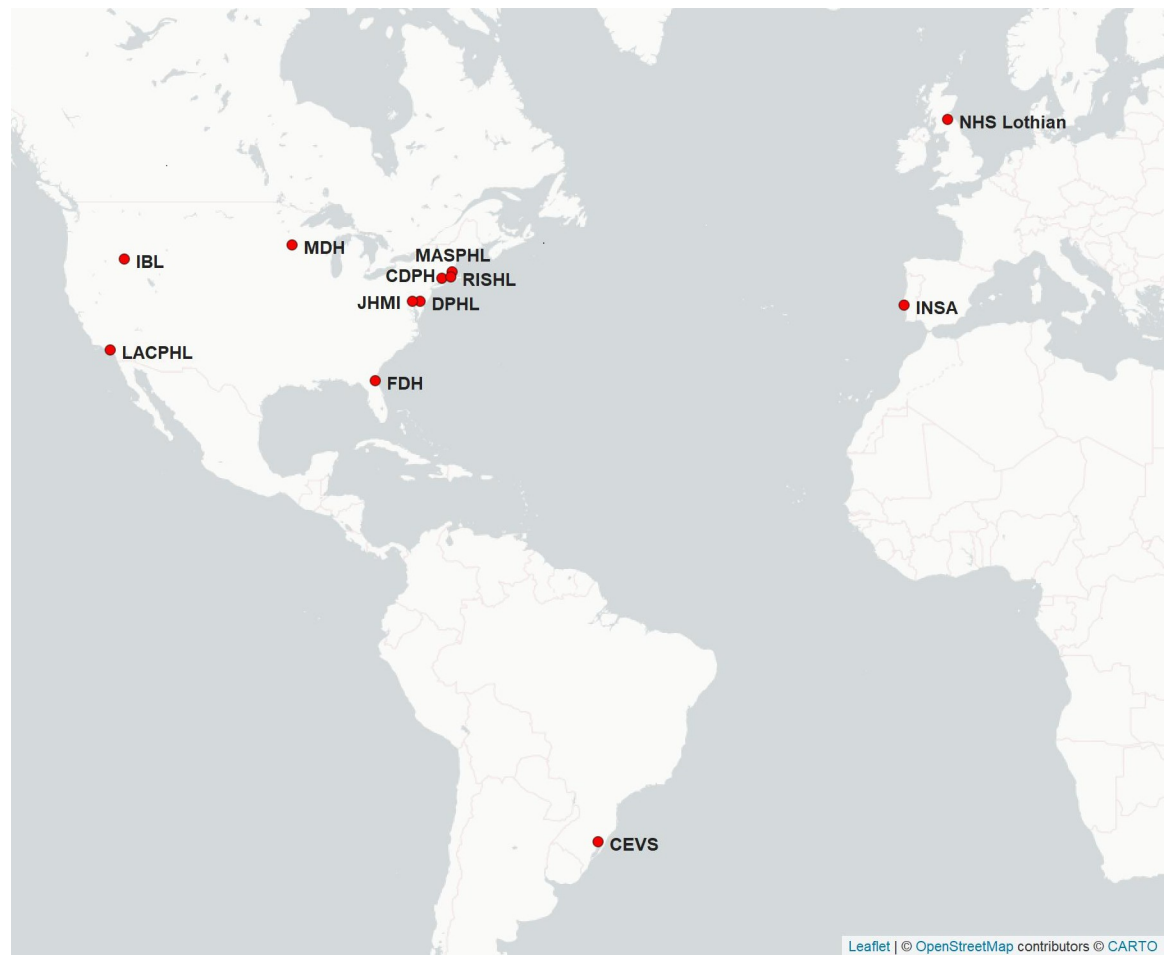 NHS Lothian
MDH
MASPHL
IBL
CDPH
RISHL
JHMI
DPHL
INSA
LACPHL
FDH
CEVS
Leaflet | © OpenStreetMap contributors © CARTO